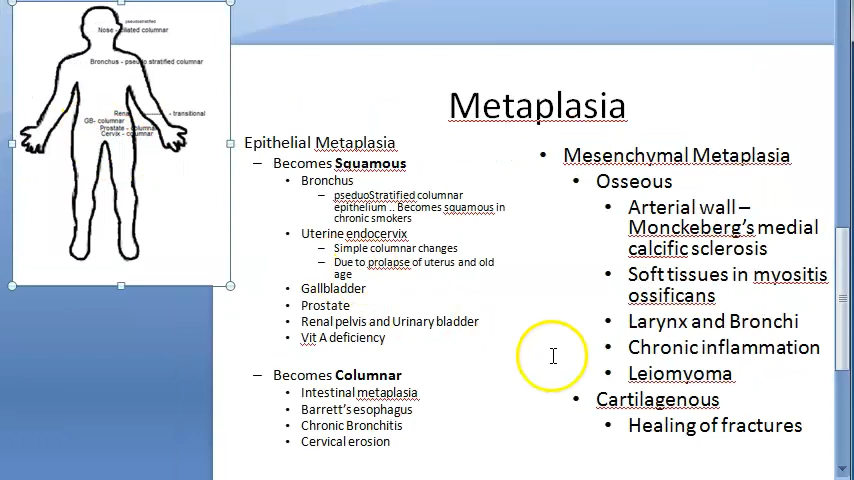 pseudostratified
Nose - ciliated columnar
Bronchus - pseudo stratified columnar
Renal - transitional
GB- columnar
Prostate - columnar
Cervix - columnar
Metaplasia
Epithelial Metaplasia
– Becomes Squamous
• Bronchus
– pseduoStratified columnar
epithelium .. Becomes squamous in
chronic smokers
• Uterine endocervix
– Simple columnar changes
– Due to prolapse of uterus and old
age
• Gallbladder
• Prostate
• Renal pelvis and Urinary bladder
• Vit A deficiency
– Becomes Columnar
• Intestinal metaplasia
• Barrett's esophagus
• Chronic Bronchitis
• Cervical erosion
• Mesenchymal Metaplasia
• Osseous
• Arterial wall –
Monckeberg's medial
calcific sclerosis
• Soft tissues in myositis
ossificans
• Larynx and Bronchi
• Chronic inflammation
• Leiomyoma
• Cartilagenous
• Healing of fractures